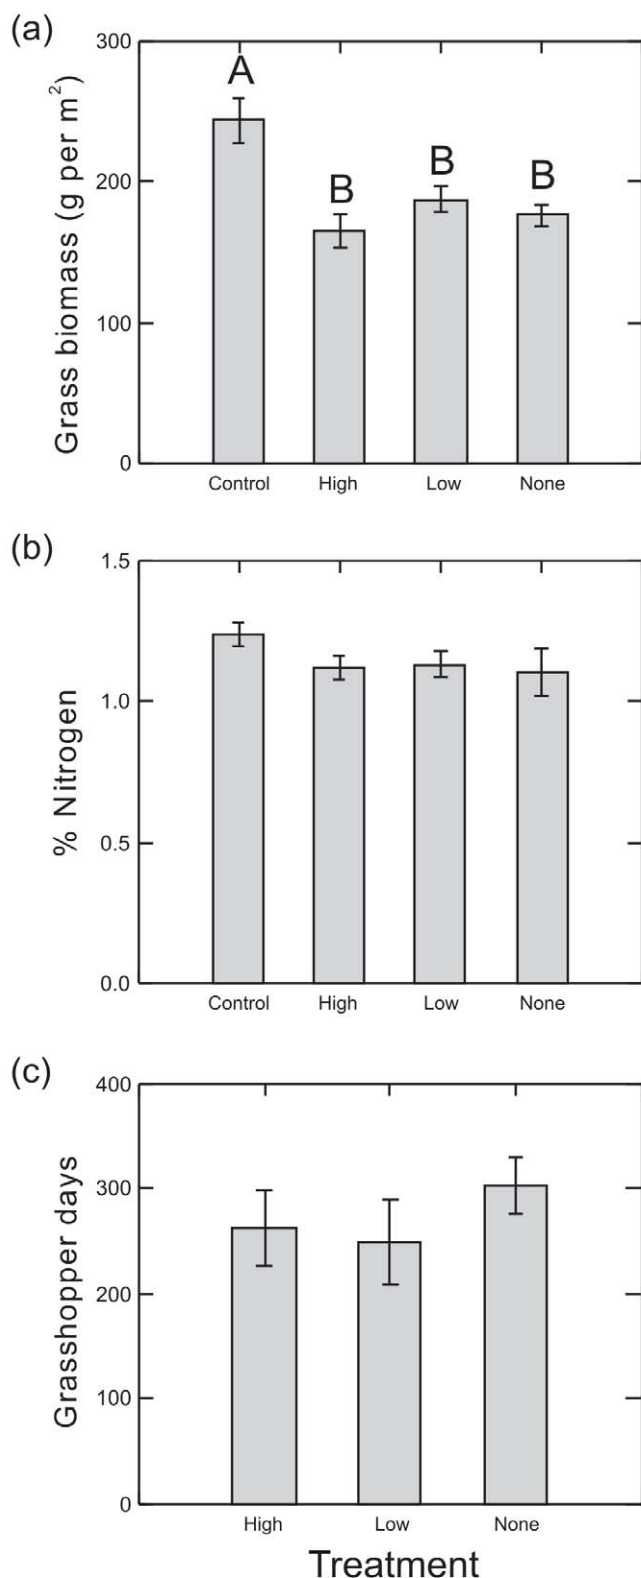 (a)
Grass biomass (g per m²)
300
200
100
0
A
B
B
B
Control High Low None
(b)
% Nitrogen
1.5
1.0
0.5
0.0
Control High Low None
(c)
Grasshopper days
400
300
200
100
0
High Low None
Treatment